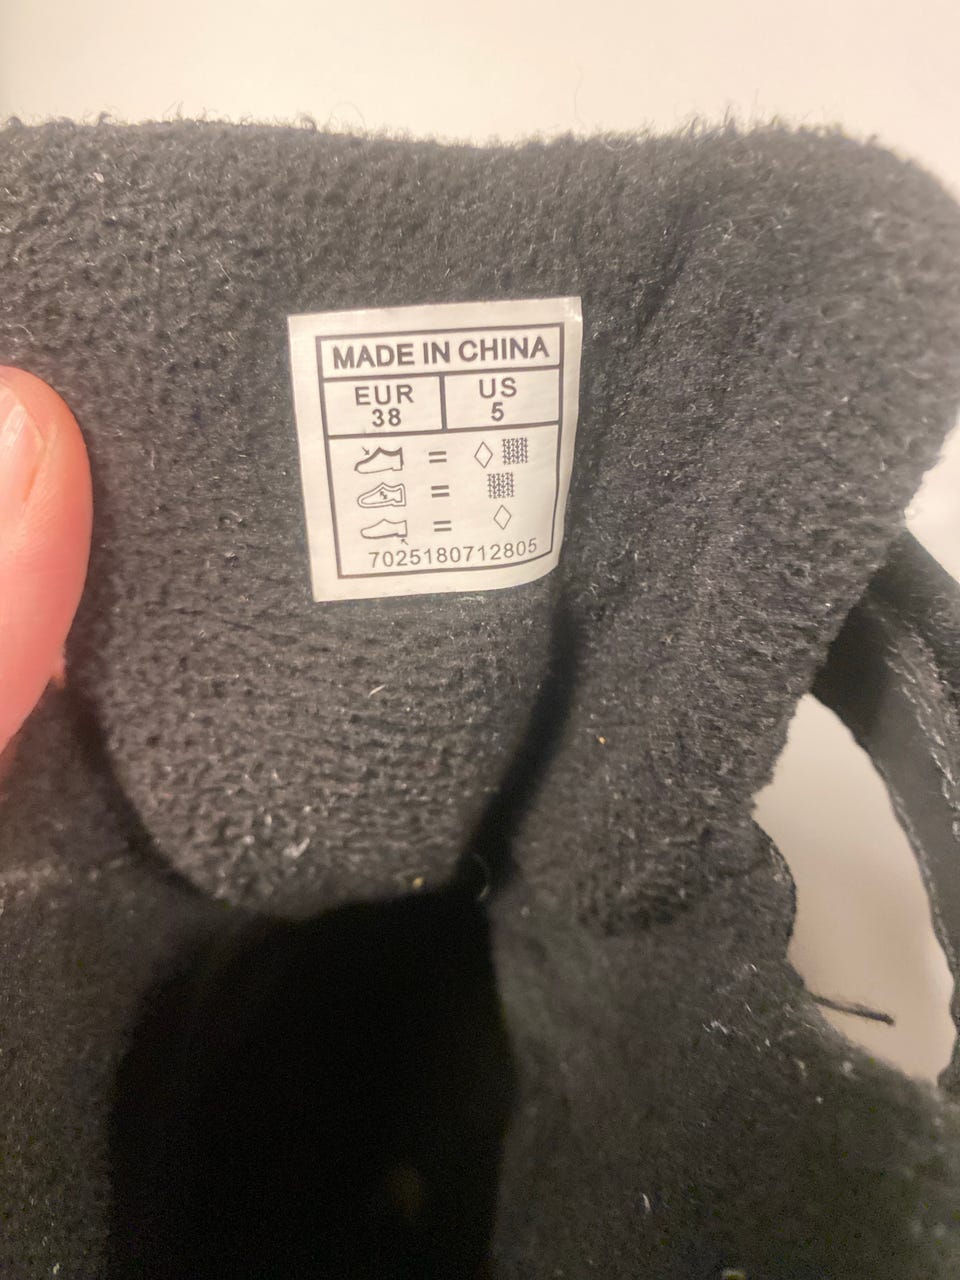 MADE IN CHINA
EUR US
38 5
=
=
=
7025180712805